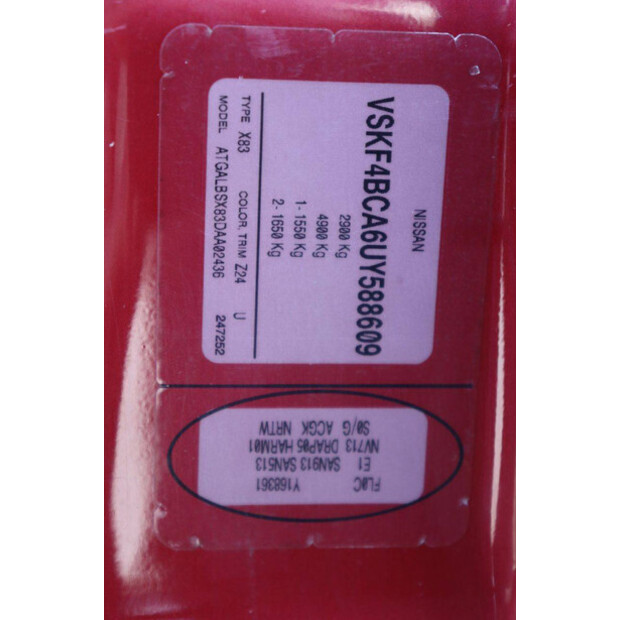 NISSAN
VSKF4BCA6UY588609
2900 Kg
4900 Kg
1- 1550 Kg
2- 1650 Kg
TYPE X83 COLOR, TRIM Z24 U
MODEL ATGALBSX83DAA02436 247252
FL0C Y168361
E1 SAN913 SAN513
NV713 DRAP05 HARM01
S0/G ACGK NRTW